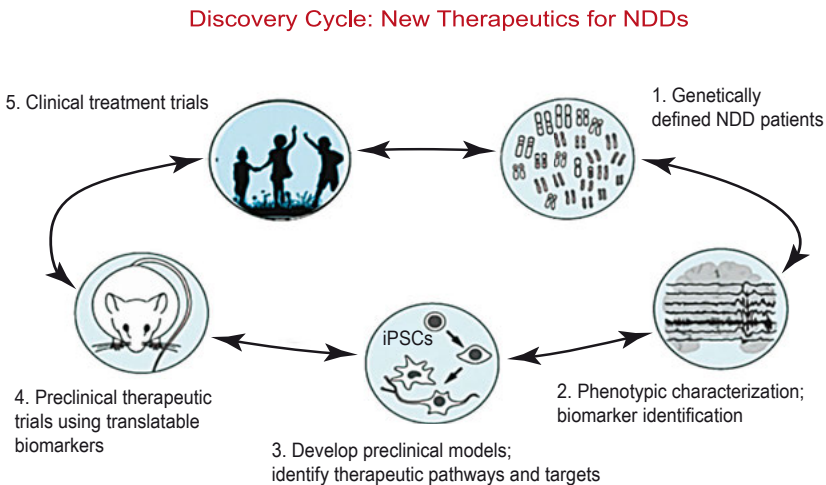 Discovery Cycle: New Therapeutics for NDDs
5. Clinical treatment trials
1. Genetically
defined NDD patients
iPSCs
2. Phenotypic characterization;
biomarker identification
4. Preclinical therapeutic
trials using translatable
biomarkers
3. Develop preclinical models;
identify therapeutic pathways and targets